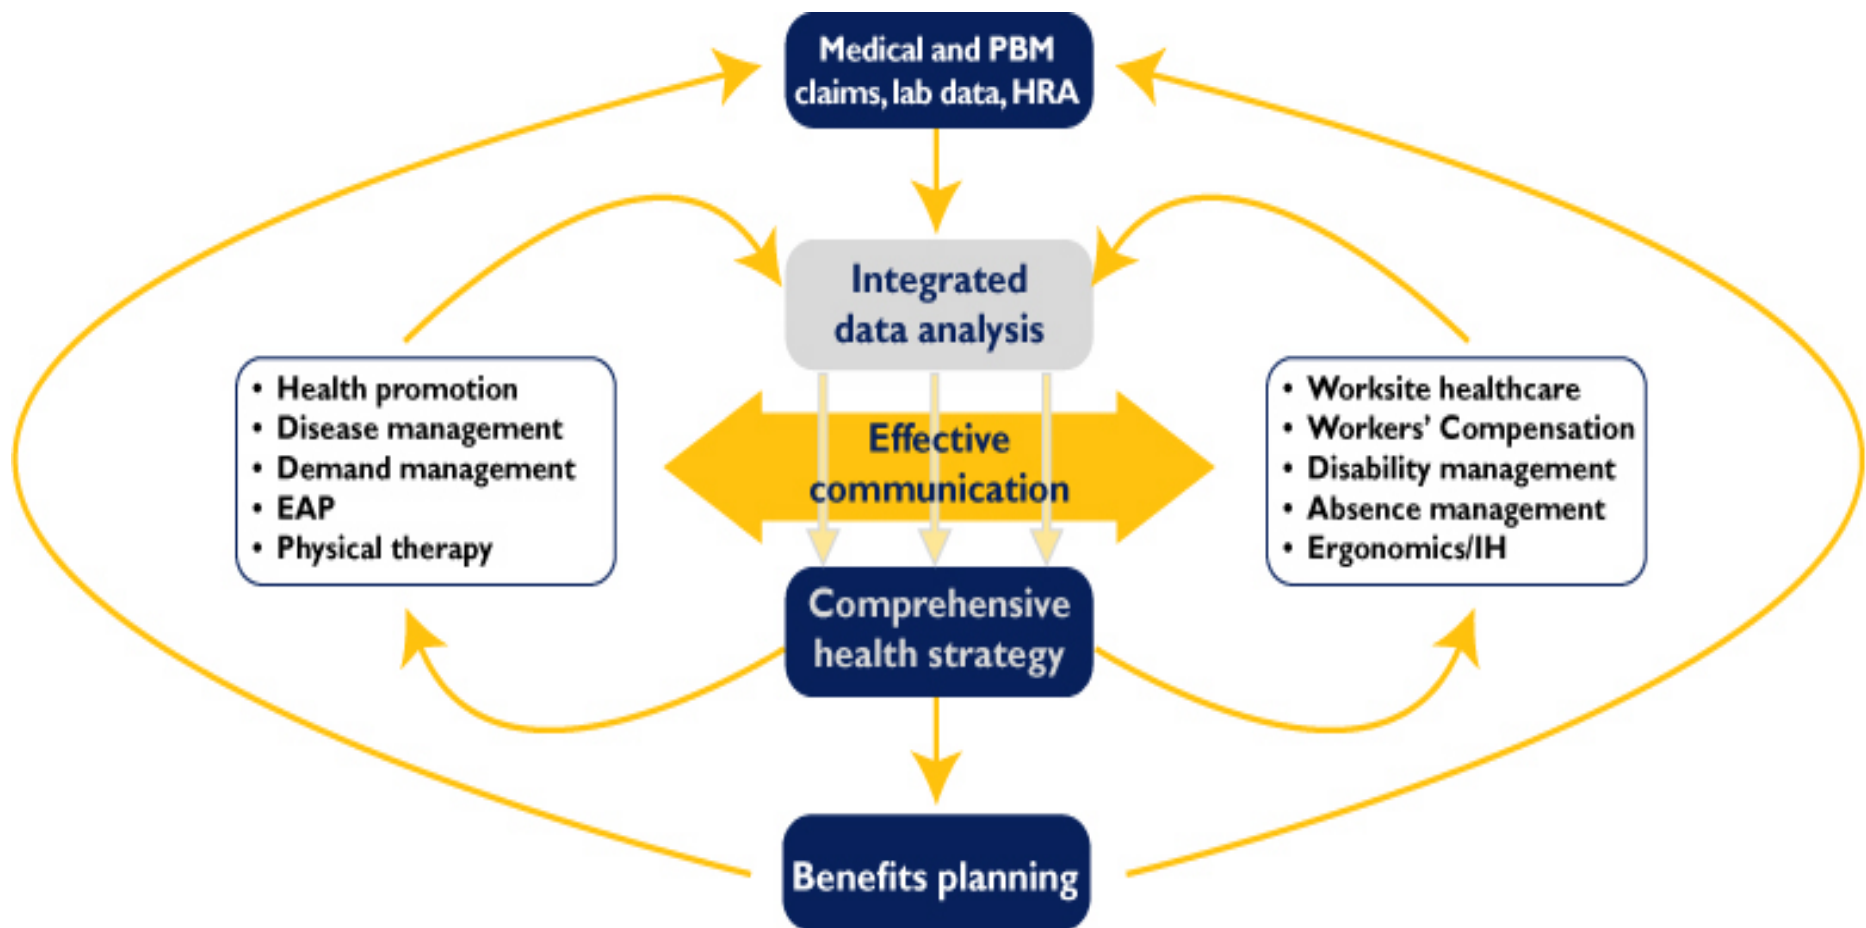 Medical and PBM
claims, lab data, HRA
Integrated
data analysis
• Health promotion
• Disease management
• Demand management
• EAP
• Physical therapy
Effective
communication
• Worksite healthcare
• Workers’ Compensation
• Disability management
• Absence management
• Ergonomics/IH
Comprehensive
health strategy
Benefits planning